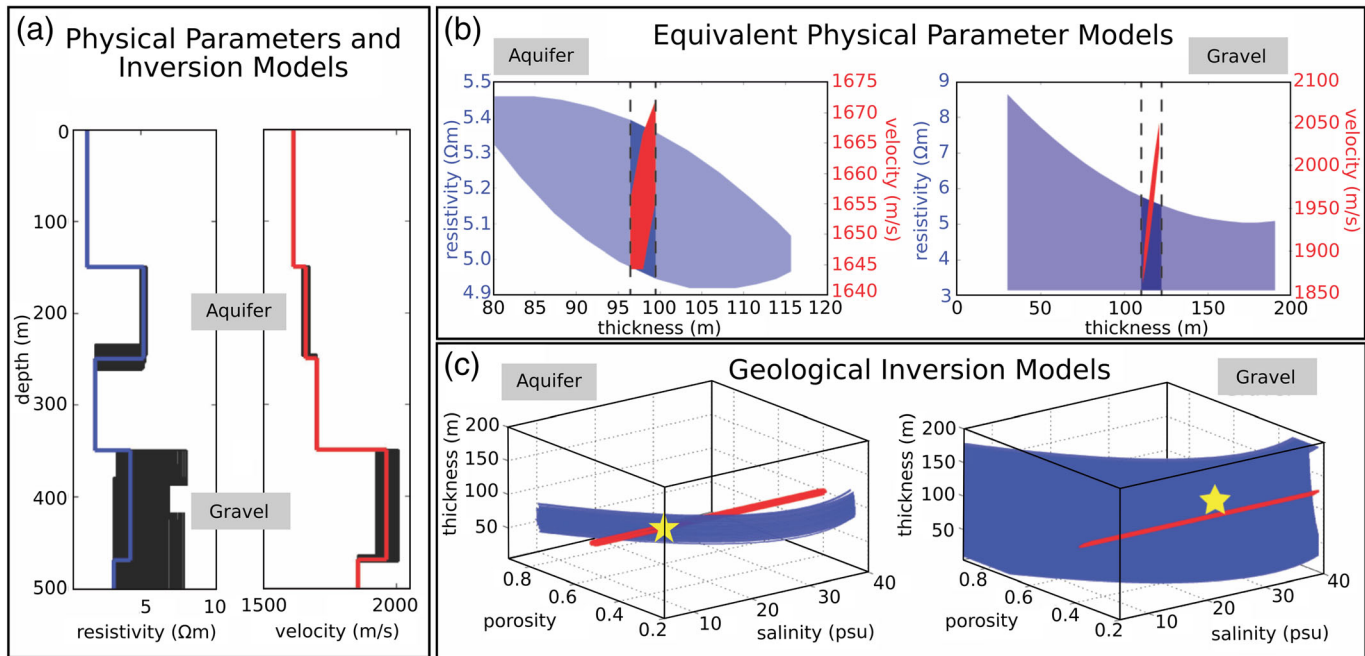 (a)
Physical Parameters and
Inversion Models
0
100
200
300
400
500
depth (m)
Aquifer
Gravel
5
10
1500
2000
resistivity (Ωm)
velocity (m/s)
(b)
Equivalent Physical Parameter Models
Aquifer
Gravel
5.5
5.4
5.3
5.2
5.1
5.0
4.9
resistivity (Ωm)
1675
1670
1665
1660
1655
1650
1645
1640
velocity (m/s)
80
85
90
95
100
105
110
115
120
thickness (m)
9
8
7
6
5
4
3
resistivity (Ωm)
2100
2050
2000
1950
1900
1850
velocity (m/s)
0
50
100
150
200
thickness (m)
(c)
Geological Inversion Models
Aquifer
Gravel
200
150
100
50
thickness (m)
0.8
0.6
0.4
0.2
porosity
10
20
30
40
salinity (psu)
200
150
100
50
thickness (m)
0.8
0.6
0.4
0.2
porosity
10
20
30
40
salinity (psu)